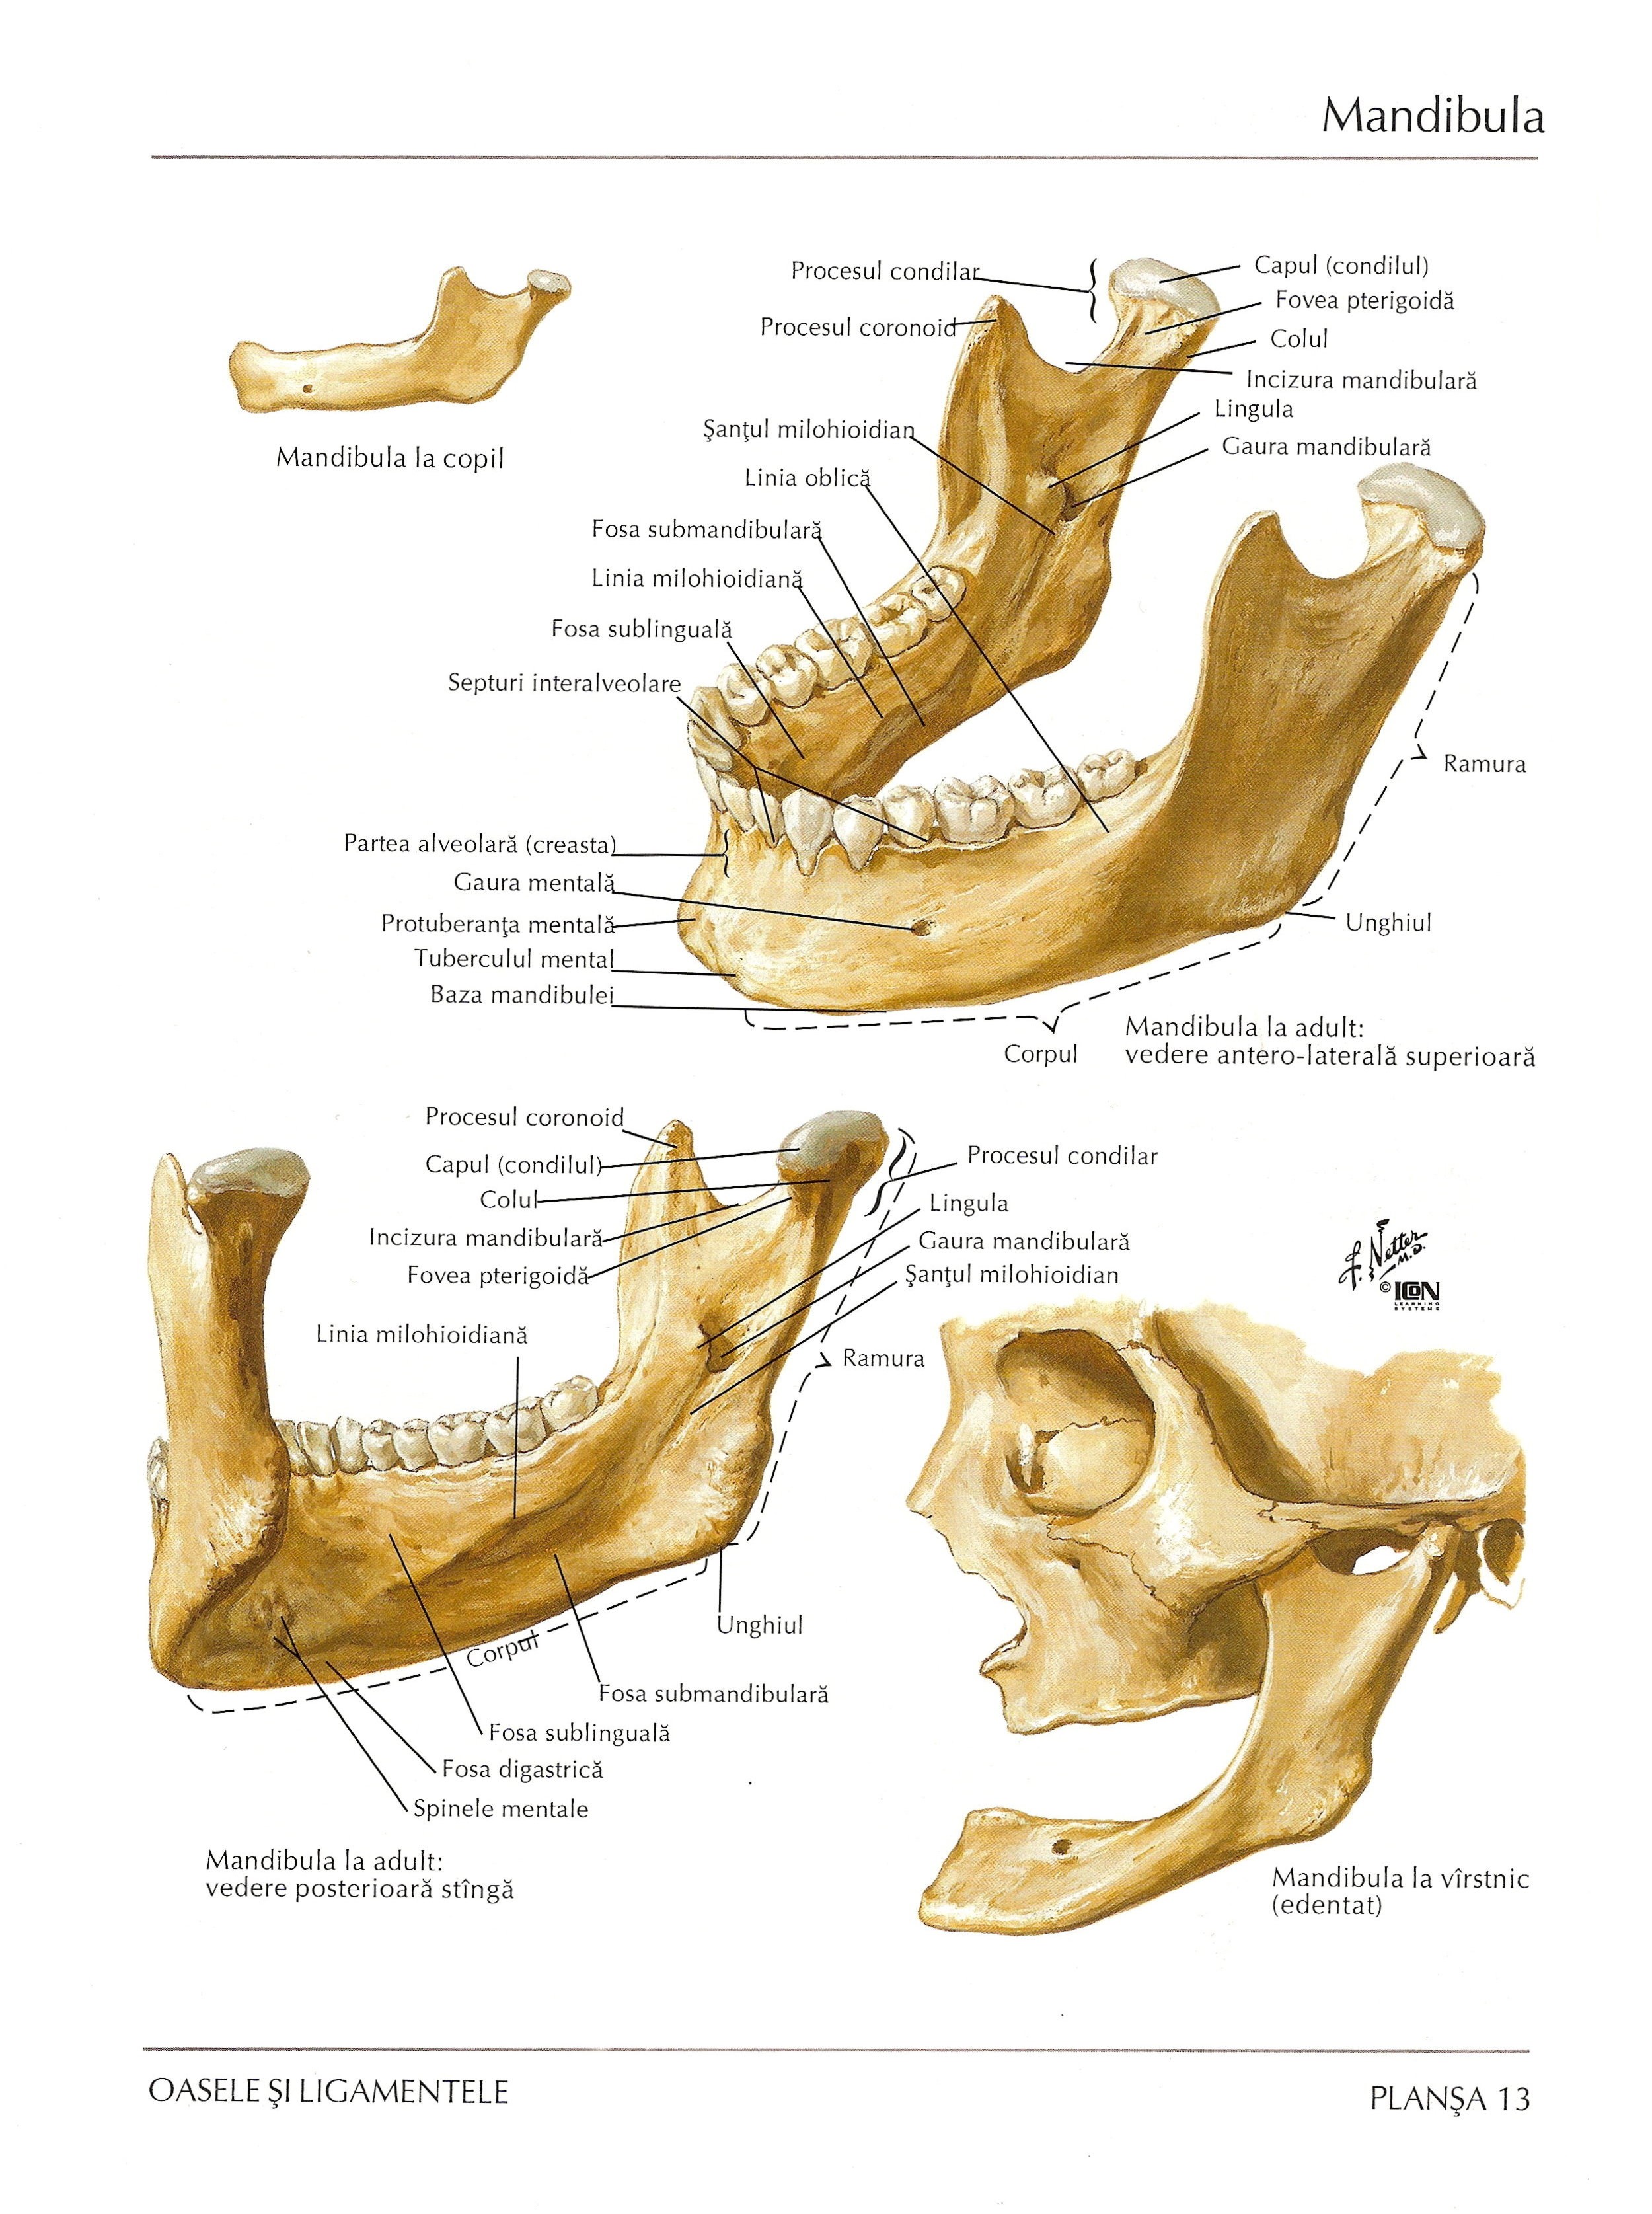 Mandibula
Mandibula la copil
Procesul condilar
Procesul coronoid
Şanţul milohioidian
Linia oblică
Fosa submandibulară
Linia milohioidiană
Fosa sublinguală
Septuri interalveolare
Partea alveolară (creasta)
Gaura mentală
Protuberanţa mentală
Tuberculul mental
Baza mandibulei
Capul (condilul)
Fovea pterigoidă
Colul
Incizura mandibulară
Lingula
Gaura mandibulară
Ramura
Unghiul
Corpul
Mandibula la adult:
vedere antero-laterală superioară
Procesul coronoid
Capul (condilul)
Colul
Incizura mandibulară
Fovea pterigoidă
Linia milohioidiană
Procesul condilar
Lingula
Gaura mandibulară
Şanţul milohioidian
Ramura
Unghiul
Corpul
Fosa submandibulară
Fosa sublinguală
Fosa digastrică
Spinele mentale
Mandibula la adult:
vedere posterioară stîngă
F. Netter
M.D.
© ICON
LEARNING
SYSTEMS
Mandibula la vîrstnic
(edentat)
OASELE ŞI LIGAMENTELE
PLANŞA 13